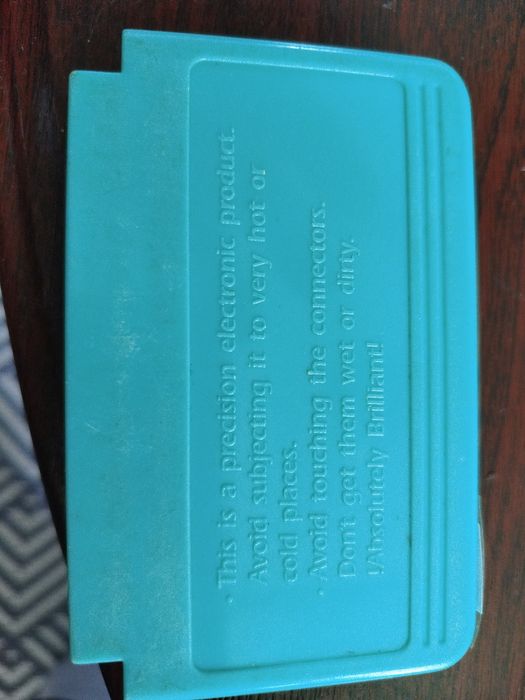 · This is a precision electronic product.
Avoid subjecting it to very hot or
cold places.
· Avoid touching the connectors.
Don't get them wet or dirty.
!Absolutely Brilliant!